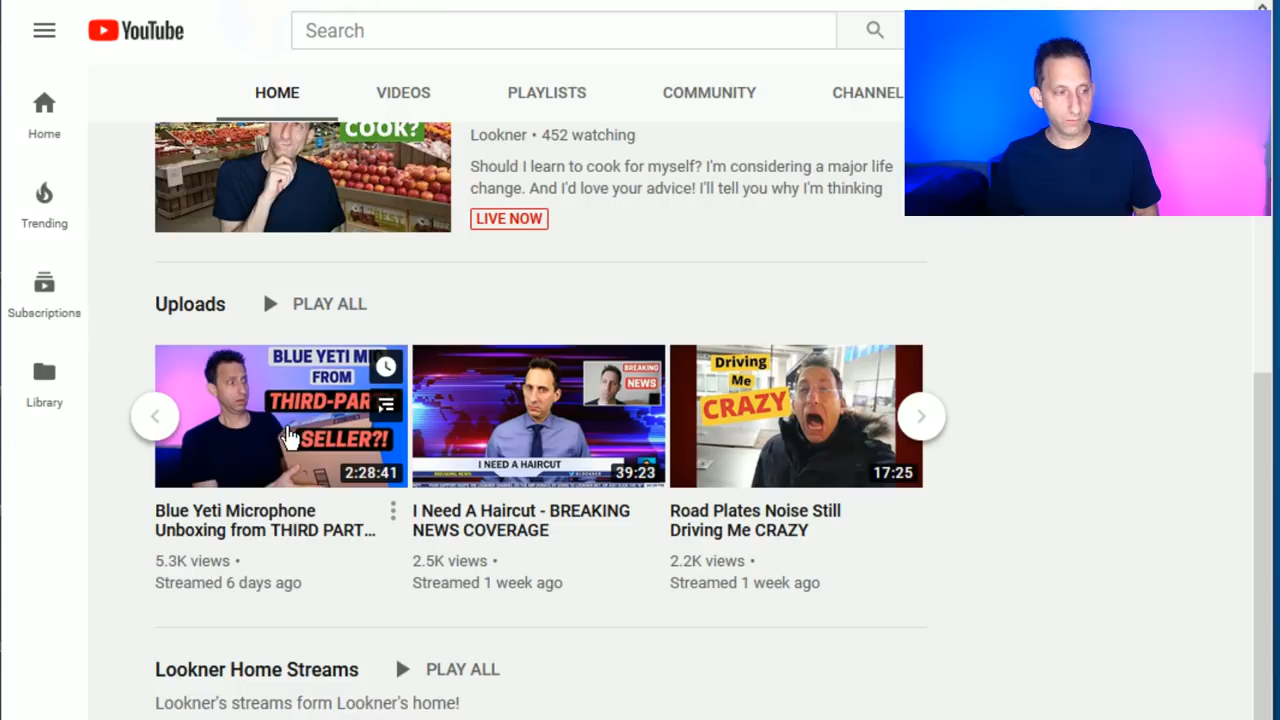 YouTube
Search
Home
Trending
Subscriptions
Library
HOME
VIDEOS
PLAYLISTS
COMMUNITY
CHANNEL
COOK?
Lookner • 452 watching
Should I learn to cook for myself? I'm considering a major life
change. And I'd love your advice! I'll tell you why I'm thinking
LIVE NOW
Uploads
PLAY ALL
BLUE YETI MI
FROM
THIRD-PAR
SELLER?!
2:28:41
Blue Yeti Microphone
Unboxing from THIRD PART...
5.3K views •
Streamed 6 days ago
BREAKING
NEWS
I NEED A HAIRCUT
BREAKING NEWS
39:23
I Need A Haircut - BREAKING
NEWS COVERAGE
2.5K views •
Streamed 1 week ago
Driving
Me
CRAZY
17:25
Road Plates Noise Still
Driving Me CRAZY
2.2K views •
Streamed 1 week ago
Lookner Home Streams
PLAY ALL
Lookner's streams form Lookner's home!